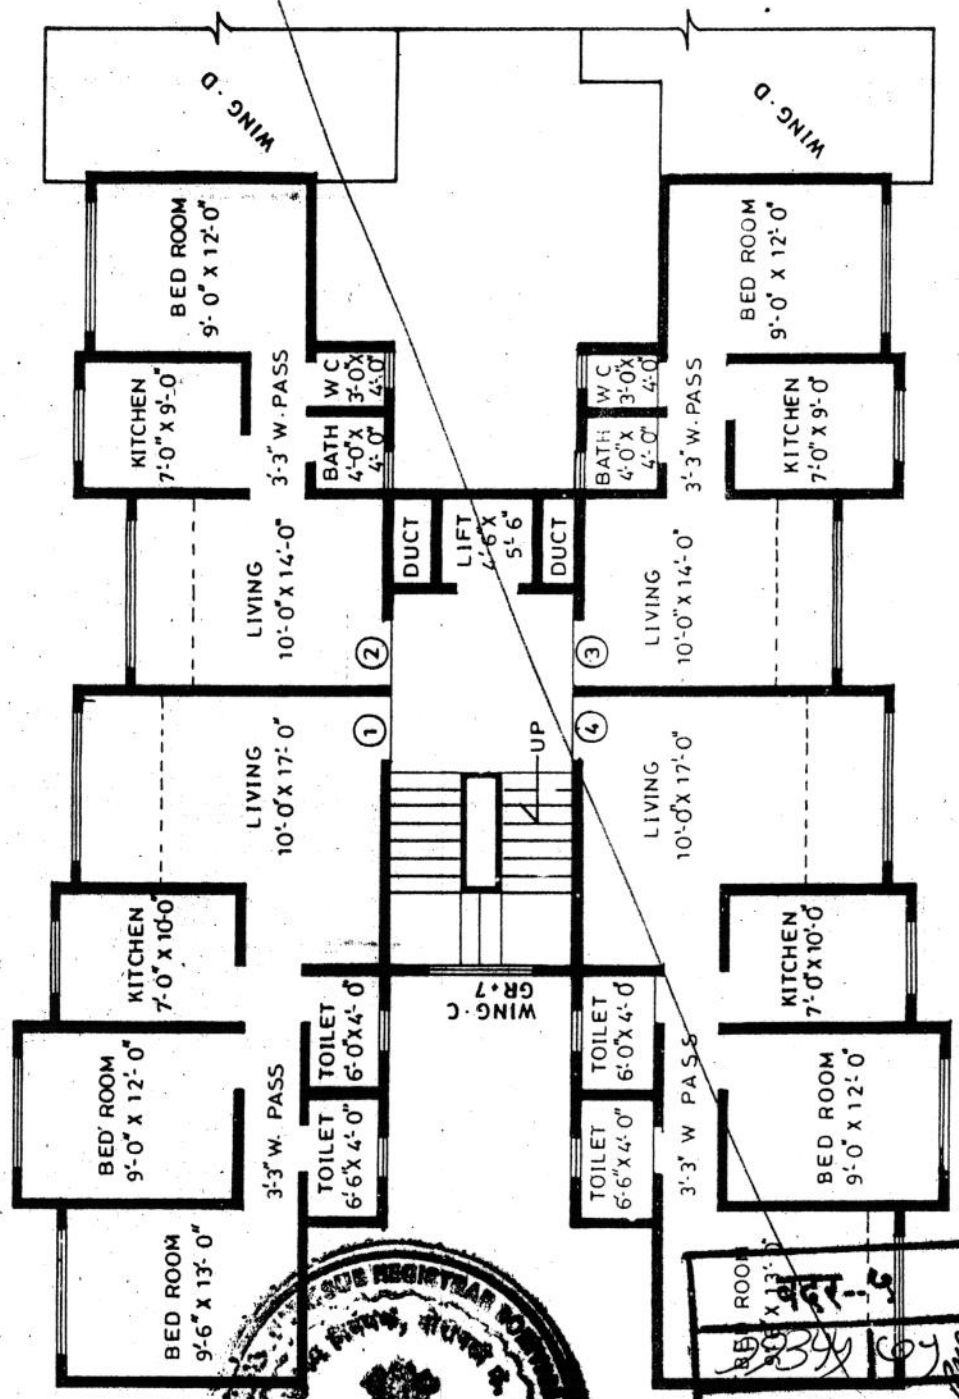 WING·D
WING·D
BED ROOM
9'-0" X 12'-0"
BED ROOM
9'-0" X 12'-0"
KITCHEN
7'-0" X 9'-0"
3'-3" W. PASS
W C
3'-0"X
4'-0"
BATH
4'-0"X
4'-0"
W C
3'-0"X
4'-0"
BATH
4'-0"X
4'-0"
3'-3" W. PASS
KITCHEN
7'-0" X 9'-0"
LIVING
10'-0" X 14'-0"
DUCT
LIFT
4'-6"X
5'-6"
DUCT
LIVING
10'-0" X 14'-0"
2
3
1
4
LIVING
10'-0" X 17'-0"
UP
LIVING
10'-0" X 17'-0"
KITCHEN
7'-0" X 10'-0"
WING·C
GR+7
KITCHEN
7'-0" X 10'-0"
TOILET
6'-0"X 4'-0"
TOILET
6'-0"X 4'-0"
BED ROOM
9'-0" X 12'-0"
3'-3" W. PASS
TOILET
6'-6"X 4'-0"
TOILET
6'-6"X 4'-0"
3'-3" W PASS
BED ROOM
9'-0" X 12'-0"
BED ROOM
9'-6" X 13'-0"
REGISTRAR
BED ROOM
9'-6" X 13'-0"